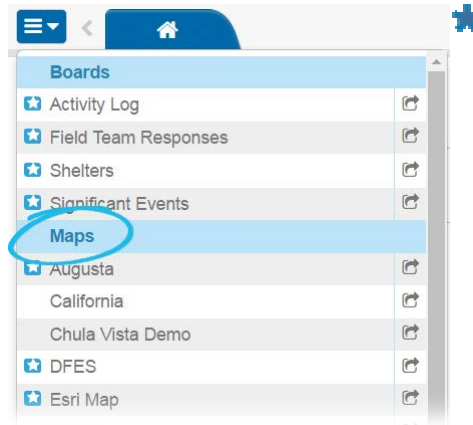 Boards
Activity Log
Field Team Responses
Shelters
Significant Events
Maps
Augusta
California
Chula Vista Demo
DFES
Esri Map